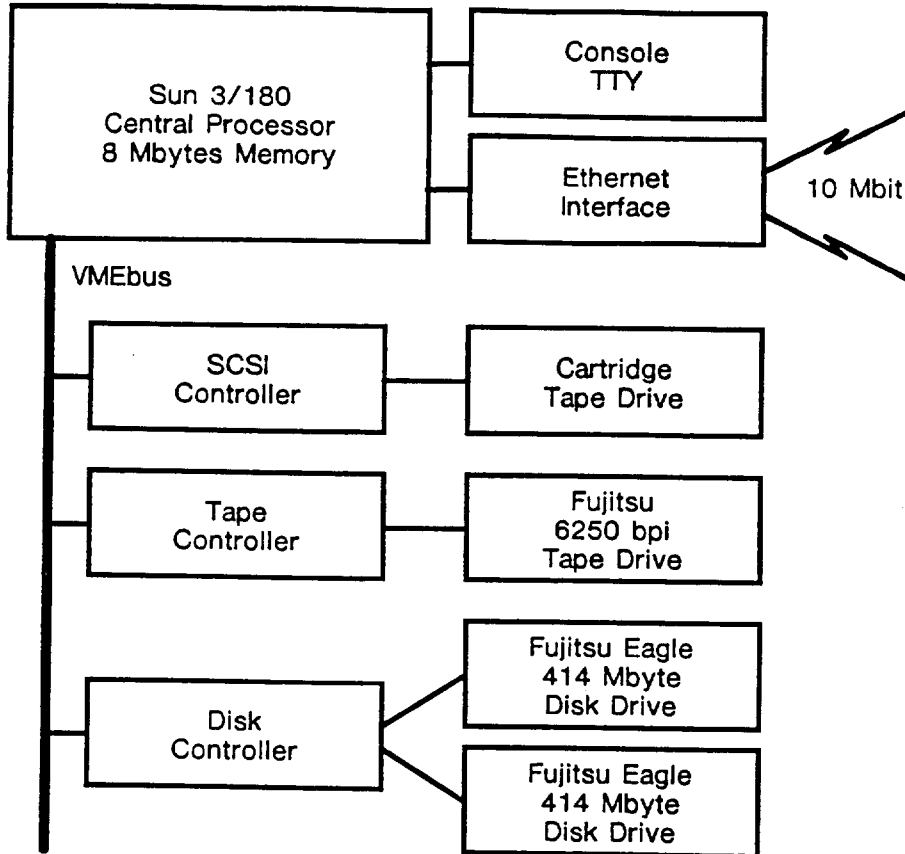 Sun 3/180
Central Processor
8 Mbytes Memory
Console
TTY
Ethernet
Interface
10 Mbit
VMEbus
SCSI
Controller
Cartridge
Tape Drive
Tape
Controller
Fujitsu
6250 bpi
Tape Drive
Disk
Controller
Fujitsu Eagle
414 Mbyte
Disk Drive
Fujitsu Eagle
414 Mbyte
Disk Drive